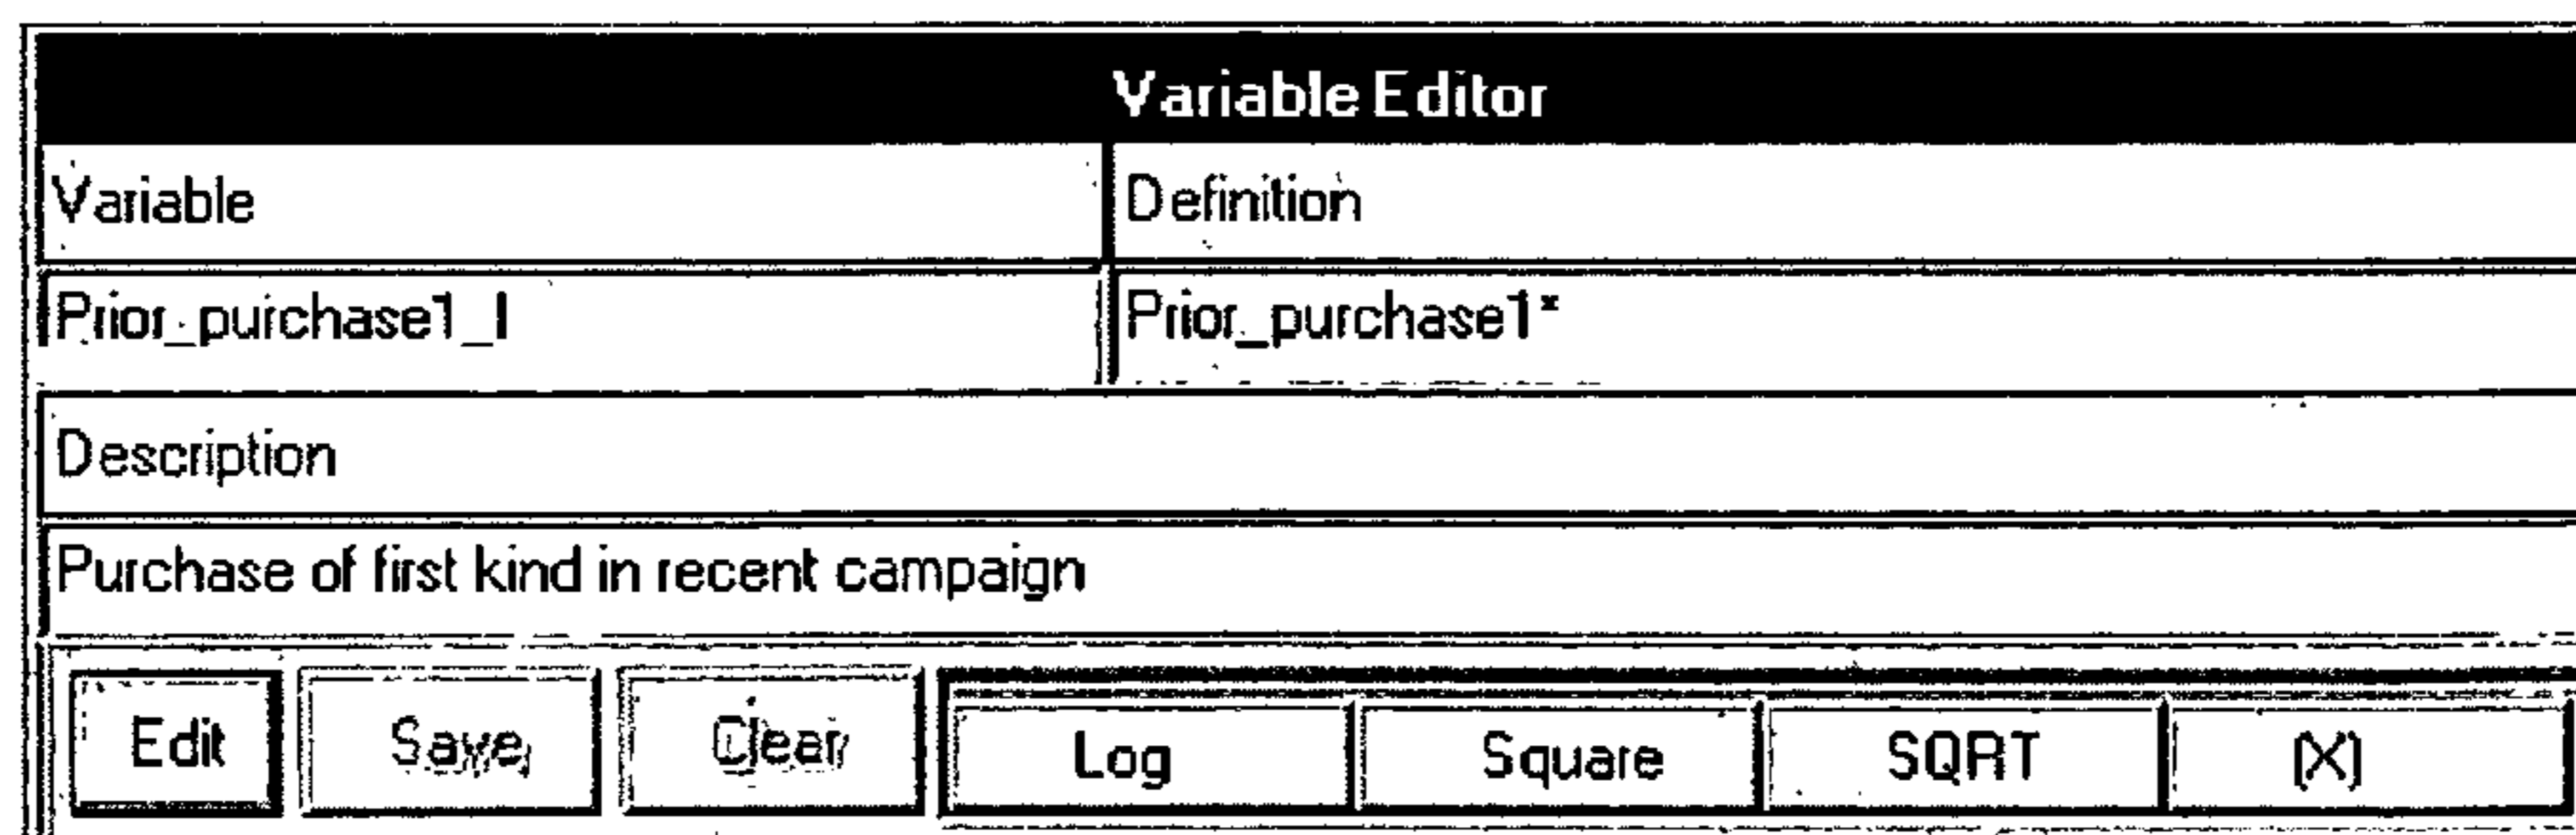 Variable Editor
Variable Definition
Prior_purchase1_I Prior_purchase1*
Description
Purchase of first kind in recent campaign
Edit Save Clear Log Square SQRT (X)